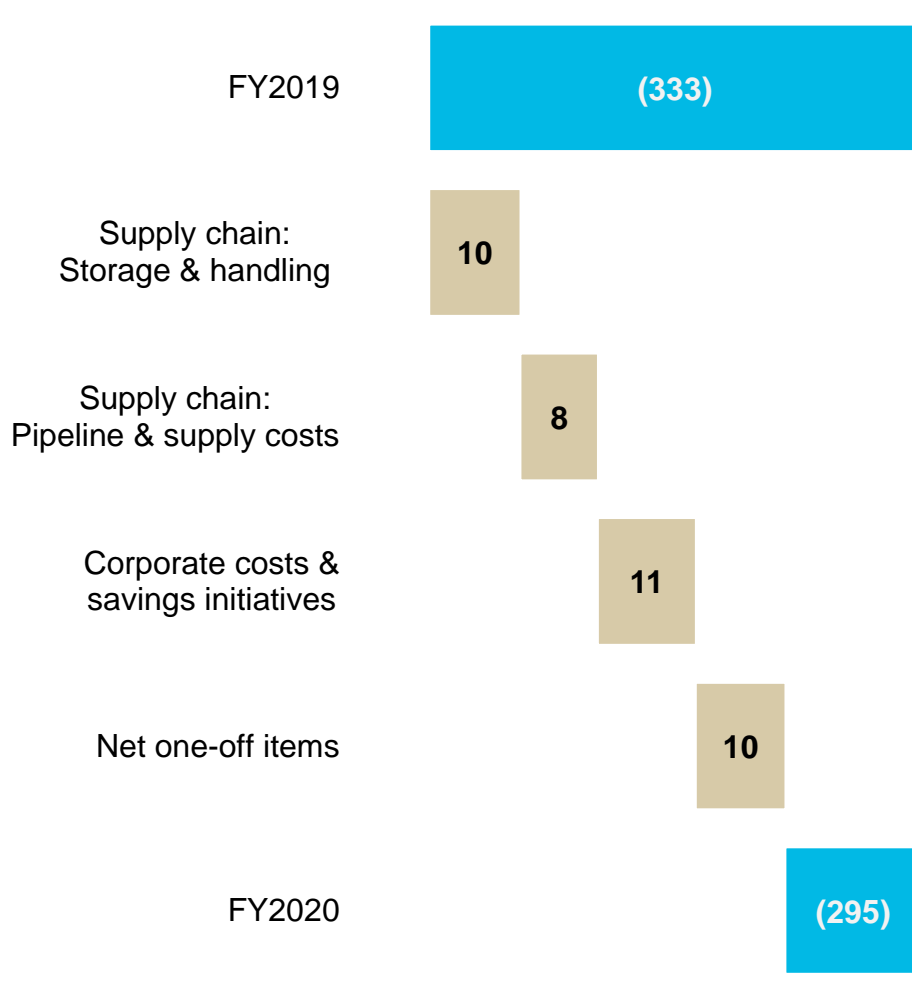 FY2019
(333)
Supply chain:
Storage & handling
10
Supply chain:
Pipeline & supply costs
8
Corporate costs &
savings initiatives
11
Net one-off items
10
FY2020
(295)